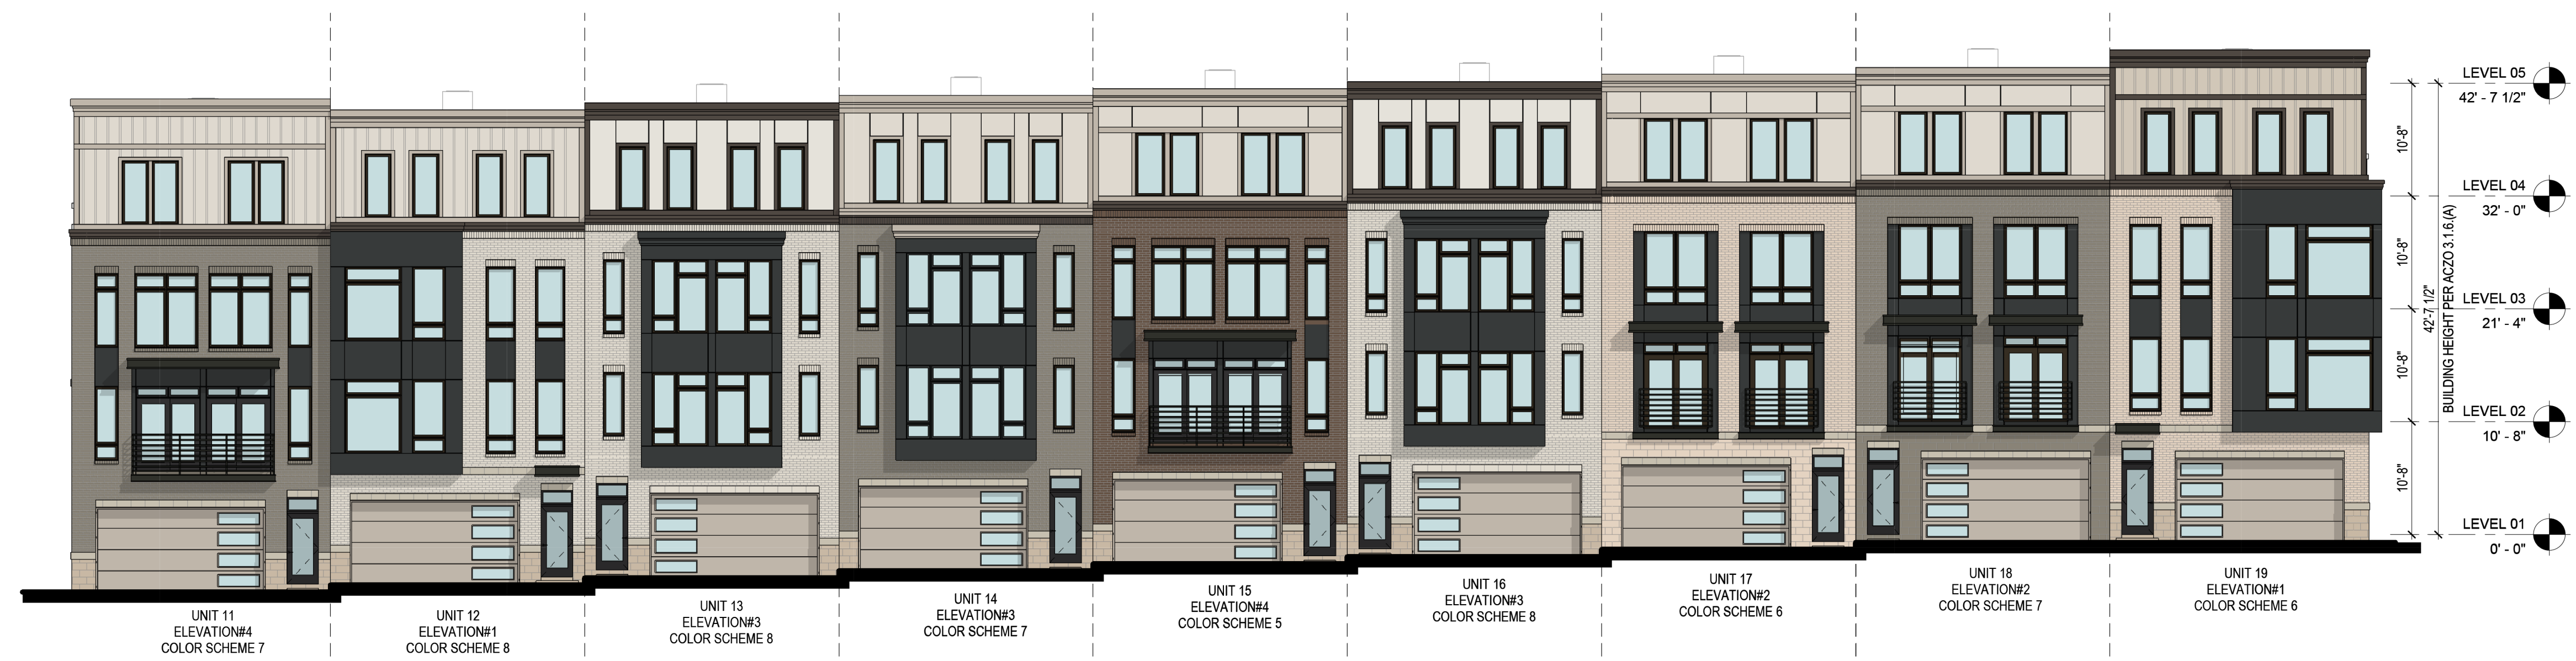 LEVEL 05
42' - 7 1/2"
10'-8"
LEVEL 04
32' - 0"
10'-8"
LEVEL 03
21' - 4"
42'-7 1/2"
BUILDING HEIGHT PER ACZO 3.1.6.(A)
10'-8"
LEVEL 02
10' - 8"
10'-8"
LEVEL 01
0' - 0"
UNIT 11
ELEVATION#4
COLOR SCHEME 7
UNIT 12
ELEVATION#1
COLOR SCHEME 8
UNIT 13
ELEVATION#3
COLOR SCHEME 8
UNIT 14
ELEVATION#3
COLOR SCHEME 7
UNIT 15
ELEVATION#4
COLOR SCHEME 5
UNIT 16
ELEVATION#3
COLOR SCHEME 8
UNIT 17
ELEVATION#2
COLOR SCHEME 6
UNIT 18
ELEVATION#2
COLOR SCHEME 7
UNIT 19
ELEVATION#1
COLOR SCHEME 6